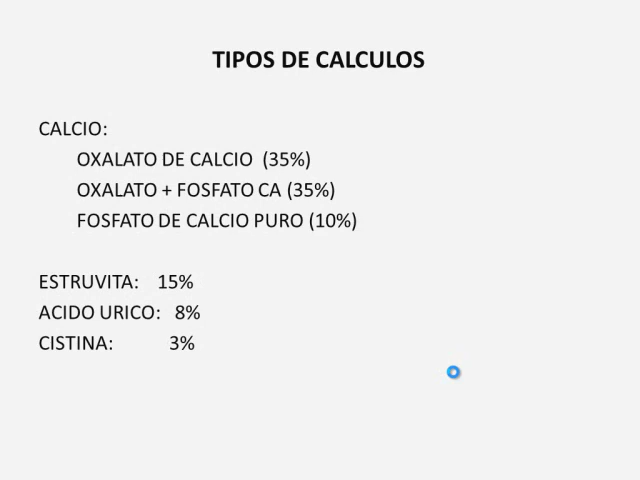 TIPOS DE CALCULOS
CALCIO:
OXALATO DE CALCIO (35%)
OXALATO + FOSFATO CA (35%)
FOSFATO DE CALCIO PURO (10%)
ESTRUVITA: 15%
ACIDO URICO: 8%
CISTINA: 3%